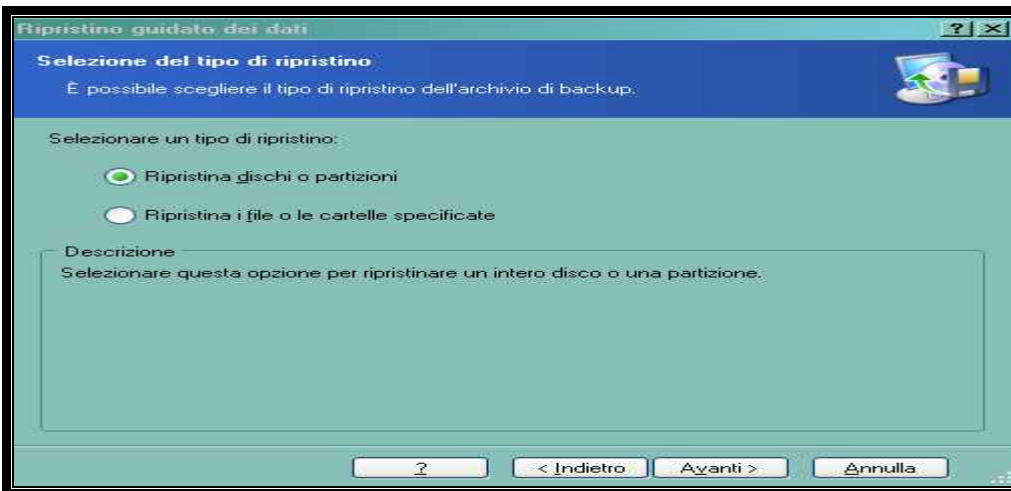 Ripristino guidato dei dati
Selezione del tipo di ripristino
È possibile scegliere il tipo di ripristino dell'archivio di backup.
Selezionare un tipo di ripristino:
Ripristina dischi o partizioni
Ripristina i file o le cartelle specificate
Descrizione
Selezionare questa opzione per ripristinare un intero disco o una partizione.
? < Indietro Avanti > Annulla